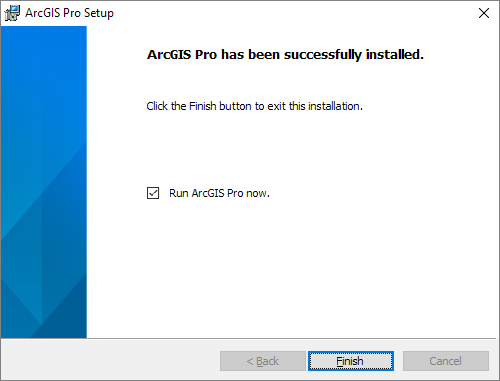 ArcGIS Pro Setup
ArcGIS Pro has been successfully installed.
Click the Finish button to exit this installation.
Run ArcGIS Pro now.
< Back
Finish
Cancel